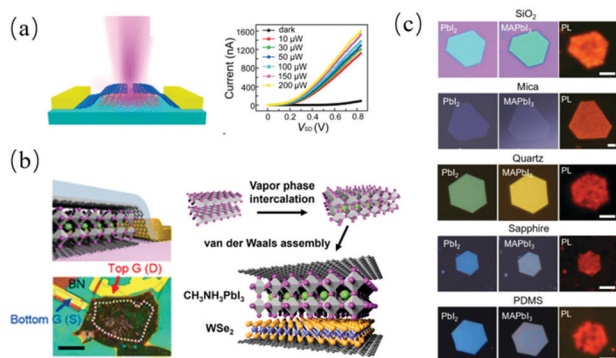 (a)
1600
1400
1200
1000
800
600
400
200
0
Current (nA)
dark
10 μW
30 μW
50 μW
100 μW
150 μW
200 μW
0
0.2
0.4
0.6
0.8
V_SD (V)
(b)
BN
Top G (D)
Bottom G (S)
Vapor phase
intercalation
van der Waals assembly
CH₃NH₃PbI₃
WSe₂
(c)
SiO₂
PbI₂ MAPbI₃ PL
Mica
PbI₂ MAPbI₃ PL
Quartz
PbI₂ MAPbI₃ PL
Sapphire
PbI₂ MAPbI₃ PL
PDMS
PbI₂ MAPbI₃ PL